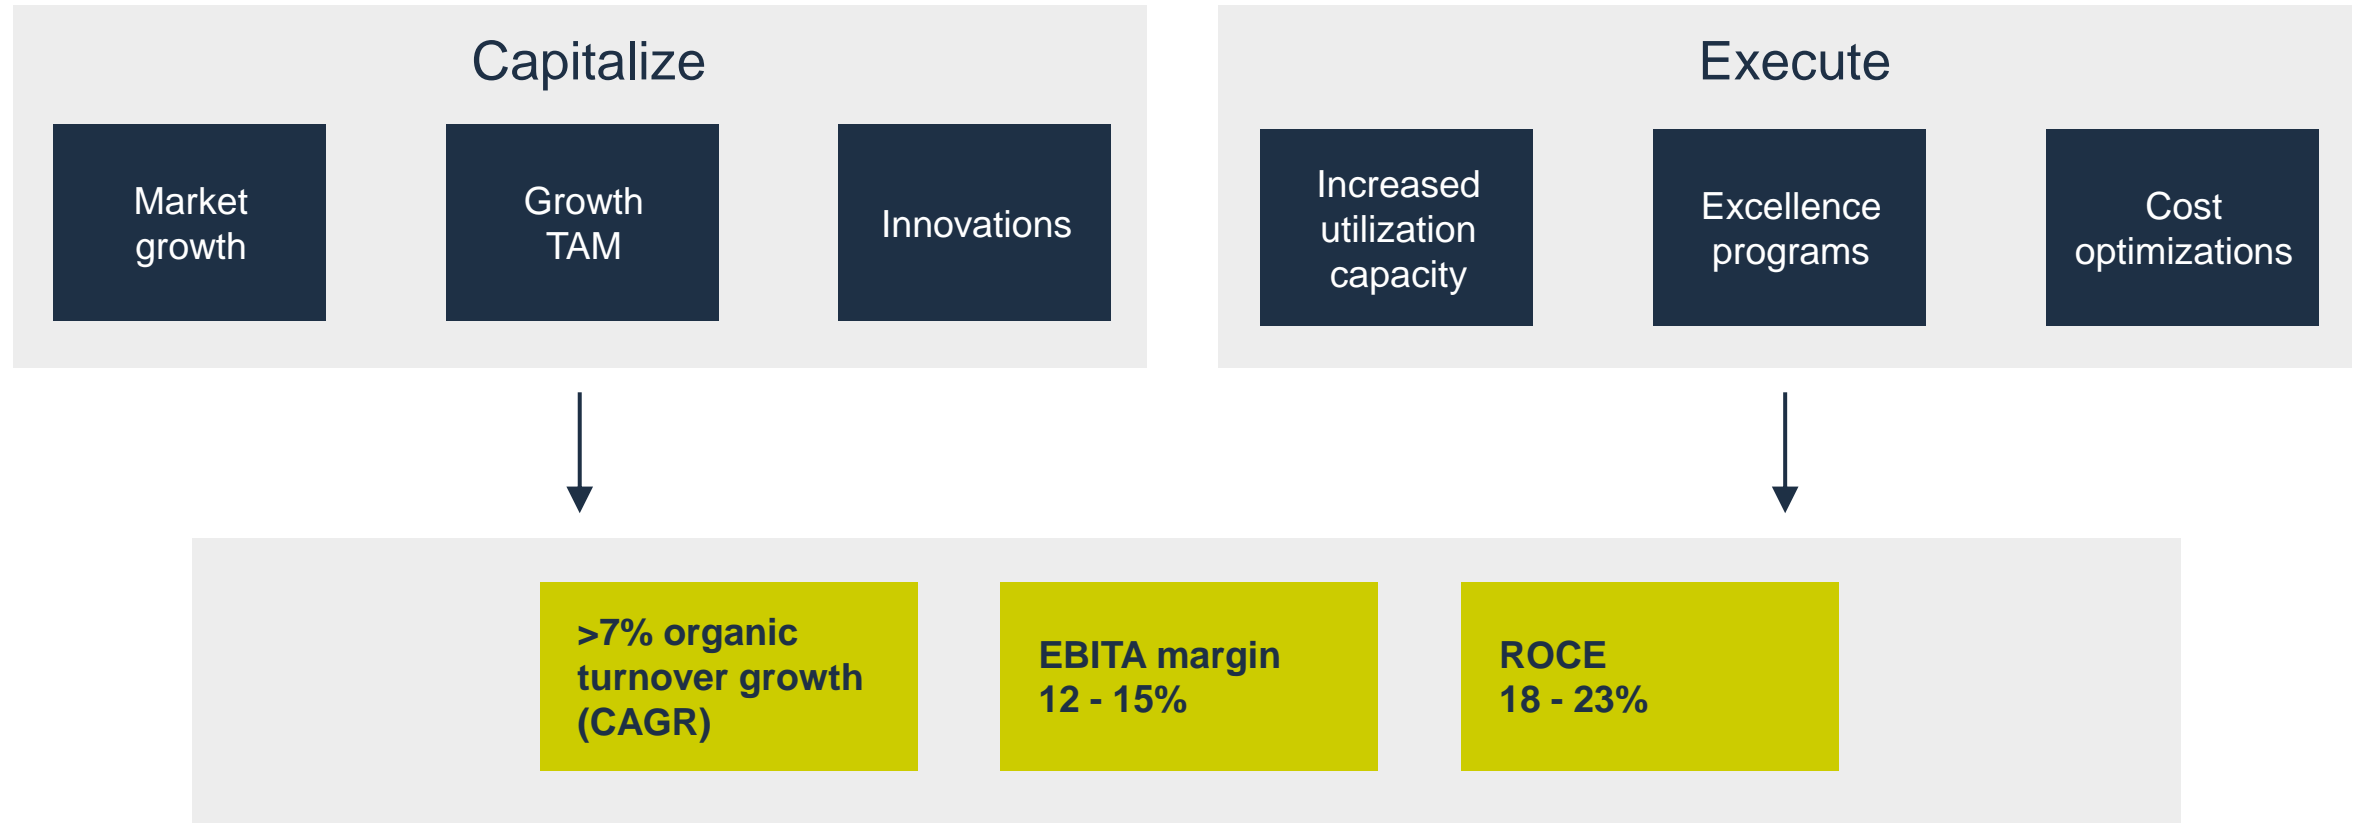 Capitalize
Market
growth
Growth
TAM
Innovations
Execute
Increased
utilization
capacity
Excellence
programs
Cost
optimizations
>7% organic
turnover growth
(CAGR)
EBITA margin
12 - 15%
ROCE
18 - 23%